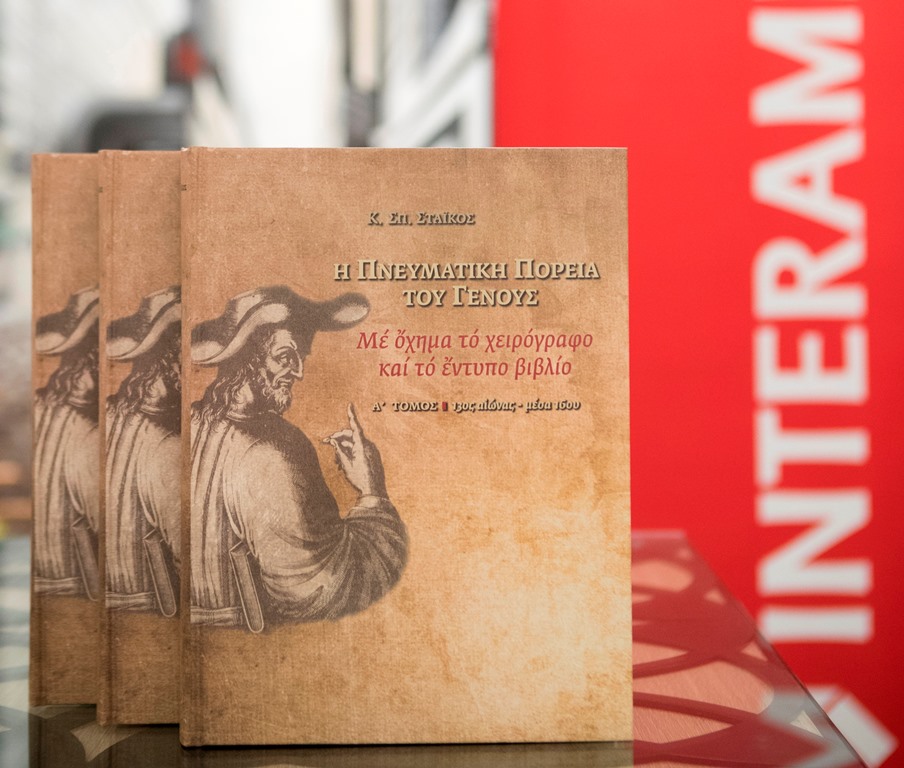 Κ. Σπ. Σταϊκος
Η Πνευματικη Πορεια
του Γενους
Μέ ὄχημα τό χειρόγραφο
καί τό ἔντυπο βιβλίο
Α' τομος 13ος αἰώνας - μέσα 16ου
INTERAM